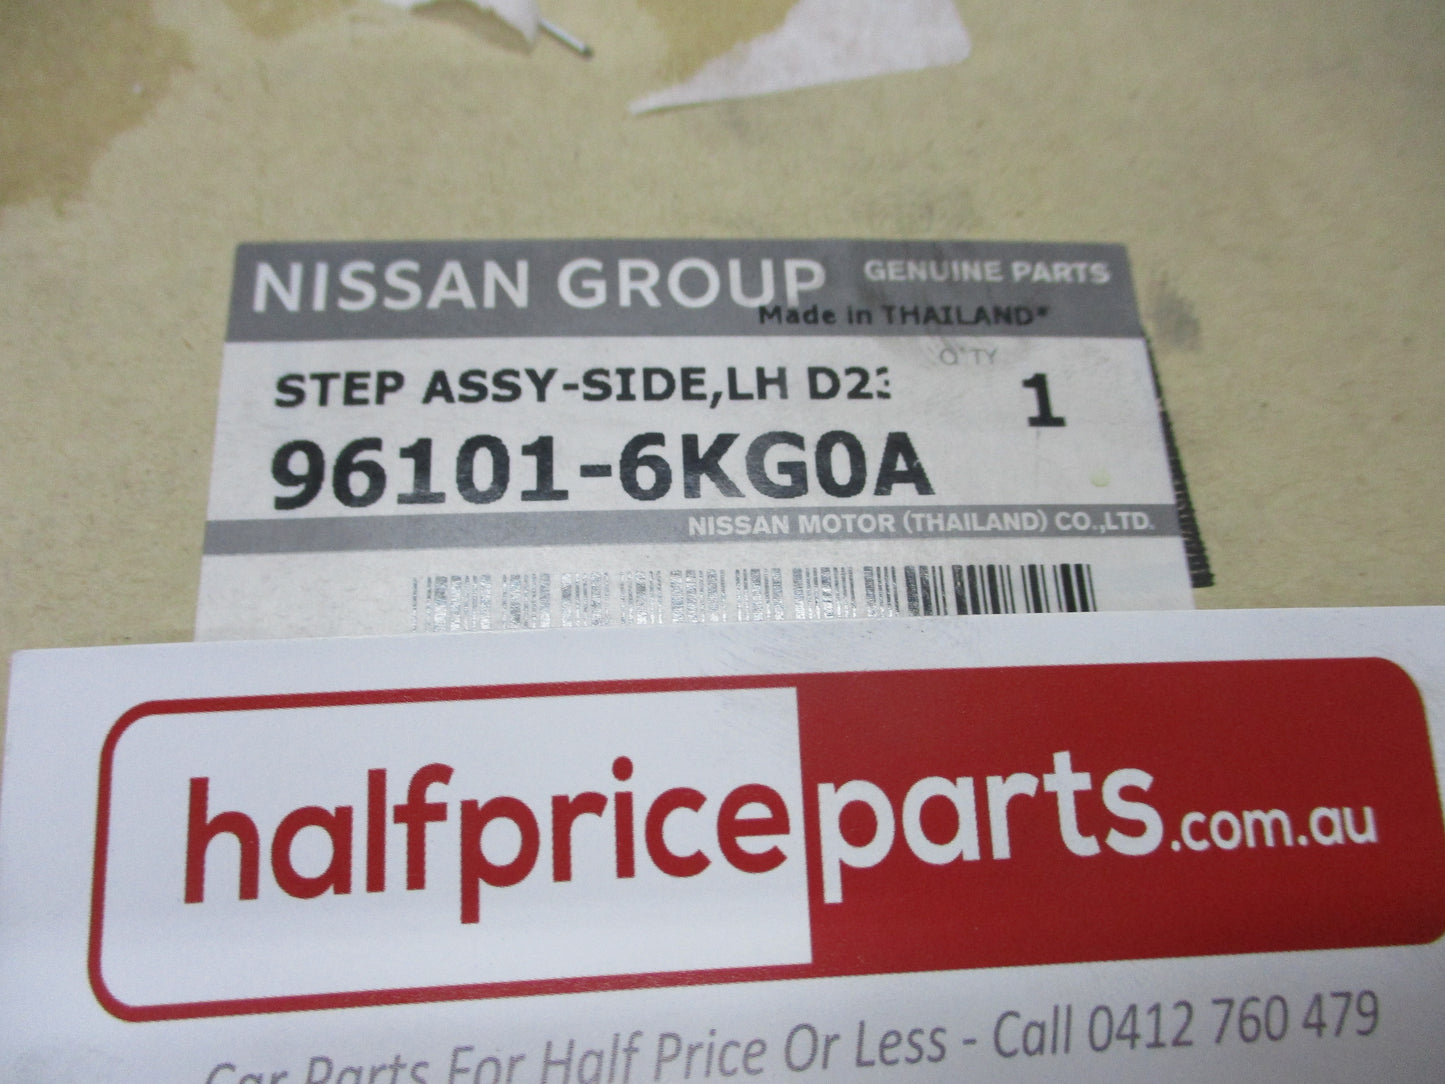 NISSAN GROUP GENUINE PARTS
Made in THAILAND*
Q'TY
STEP ASSY-SIDE,LH D23 1
96101-6KG0A
NISSAN MOTOR (THAILAND) CO.,LTD.
halfpriceparts.com.au
Car Parts For Half Price Or Less - Call 0412 760 479